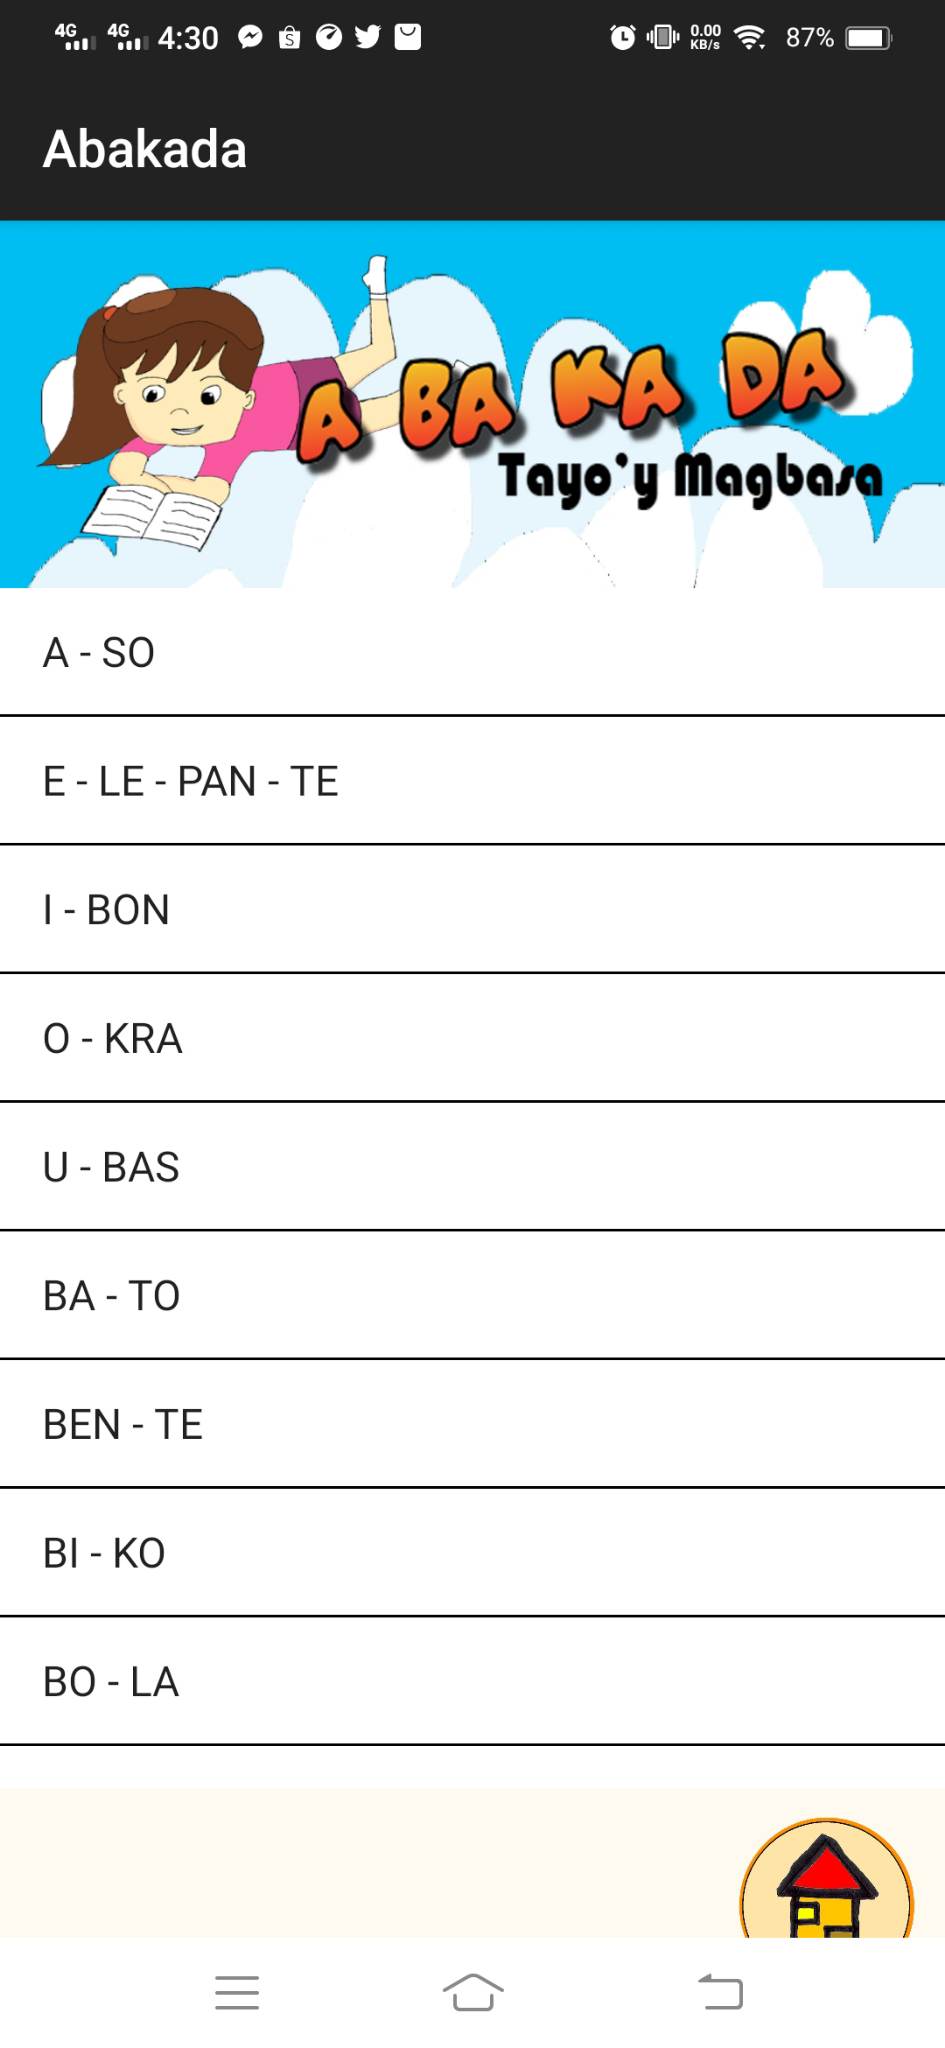 4G 4G 4:30 0.00 KB/s 87%
Abakada
A BA KA DA
Tayo'y Magbasa
A - SO
E - LE - PAN - TE
I - BON
O - KRA
U - BAS
BA - TO
BEN - TE
BI - KO
BO - LA